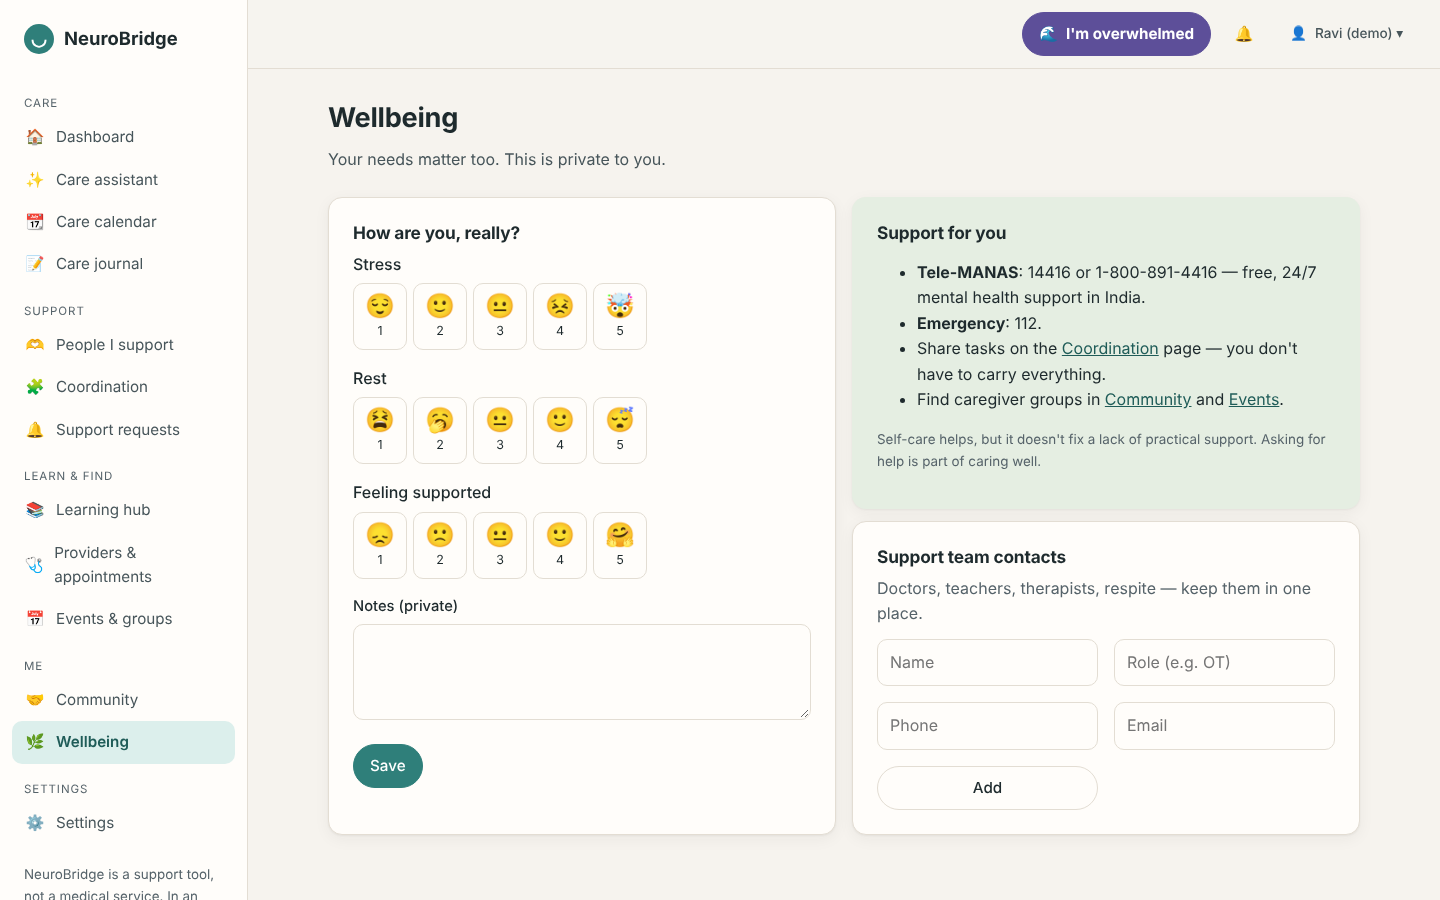 NeuroBridge
CARE
Dashboard
Care assistant
Care calendar
Care journal
SUPPORT
People I support
Coordination
Support requests
LEARN & FIND
Learning hub
Providers &
appointments
Events & groups
ME
Community
Wellbeing
SETTINGS
Settings
NeuroBridge is a support tool,
not a medical service. In an
I'm overwhelmed
Ravi (demo) ▾
Wellbeing
Your needs matter too. This is private to you.
How are you, really?
Stress
1 2 3 4 5
Rest
1 2 3 4 5
Feeling supported
1 2 3 4 5
Notes (private)
Save
Support for you
• Tele-MANAS: 14416 or 1-800-891-4416 — free, 24/7
mental health support in India.
• Emergency: 112.
• Share tasks on the Coordination page — you don't
have to carry everything.
• Find caregiver groups in Community and Events.
Self-care helps, but it doesn't fix a lack of practical support. Asking for
help is part of caring well.
Support team contacts
Doctors, teachers, therapists, respite — keep them in one
place.
Name
Role (e.g. OT)
Phone
Email
Add